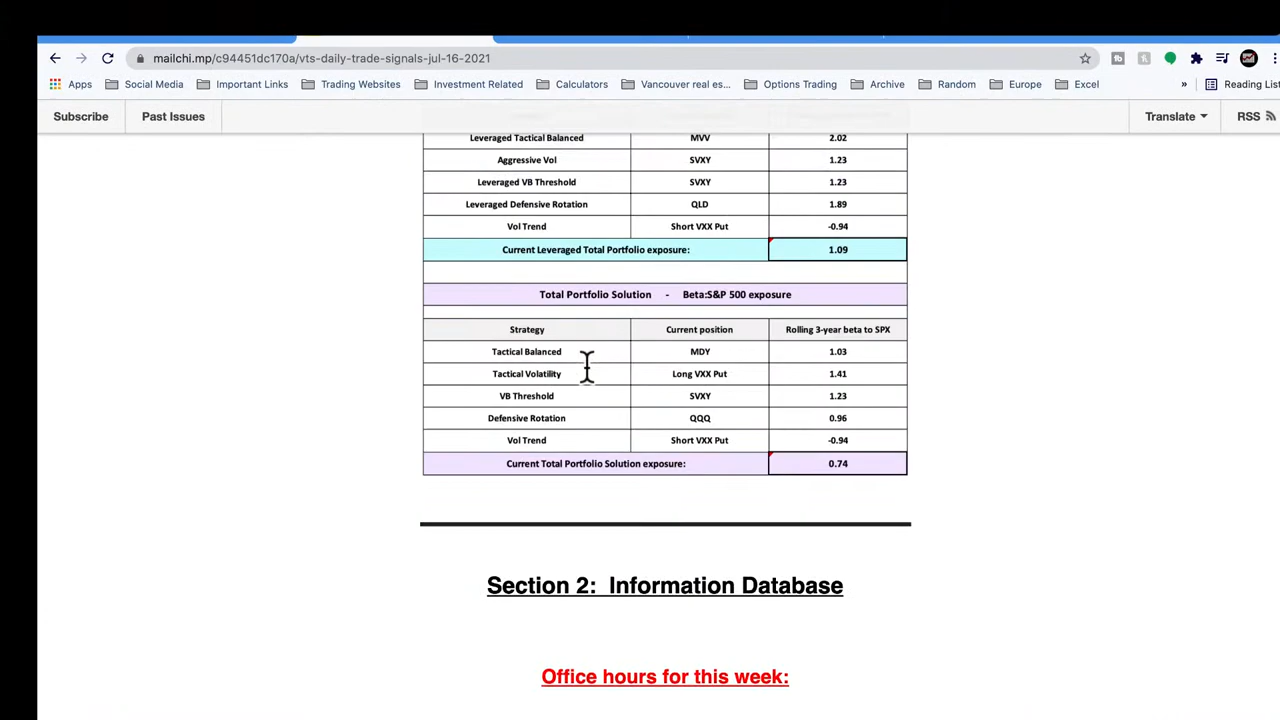 mailchi.mp/c94451dc170a/vts-daily-trade-signals-jul-16-2021
Apps Social Media Important Links Trading Websites Investment Related Calculators Vancouver real es... Options Trading Archive Random Europe Excel » Reading List
Subscribe Past Issues Translate RSS
Leveraged Tactical Balanced MVV 2.02
Aggressive Vol SVXY 1.23
Leveraged VB Threshold SVXY 1.23
Leveraged Defensive Rotation QLD 1.89
Vol Trend Short VXX Put -0.94
Current Leveraged Total Portfolio exposure: 1.09
Total Portfolio Solution - Beta:S&P 500 exposure
Strategy Current position Rolling 3-year beta to SPX
Tactical Balanced MDY 1.03
Tactical Volatility Long VXX Put 1.41
VB Threshold SVXY 1.23
Defensive Rotation QQQ 0.96
Vol Trend Short VXX Put -0.94
Current Total Portfolio Solution exposure: 0.74
Section 2: Information Database
Office hours for this week: